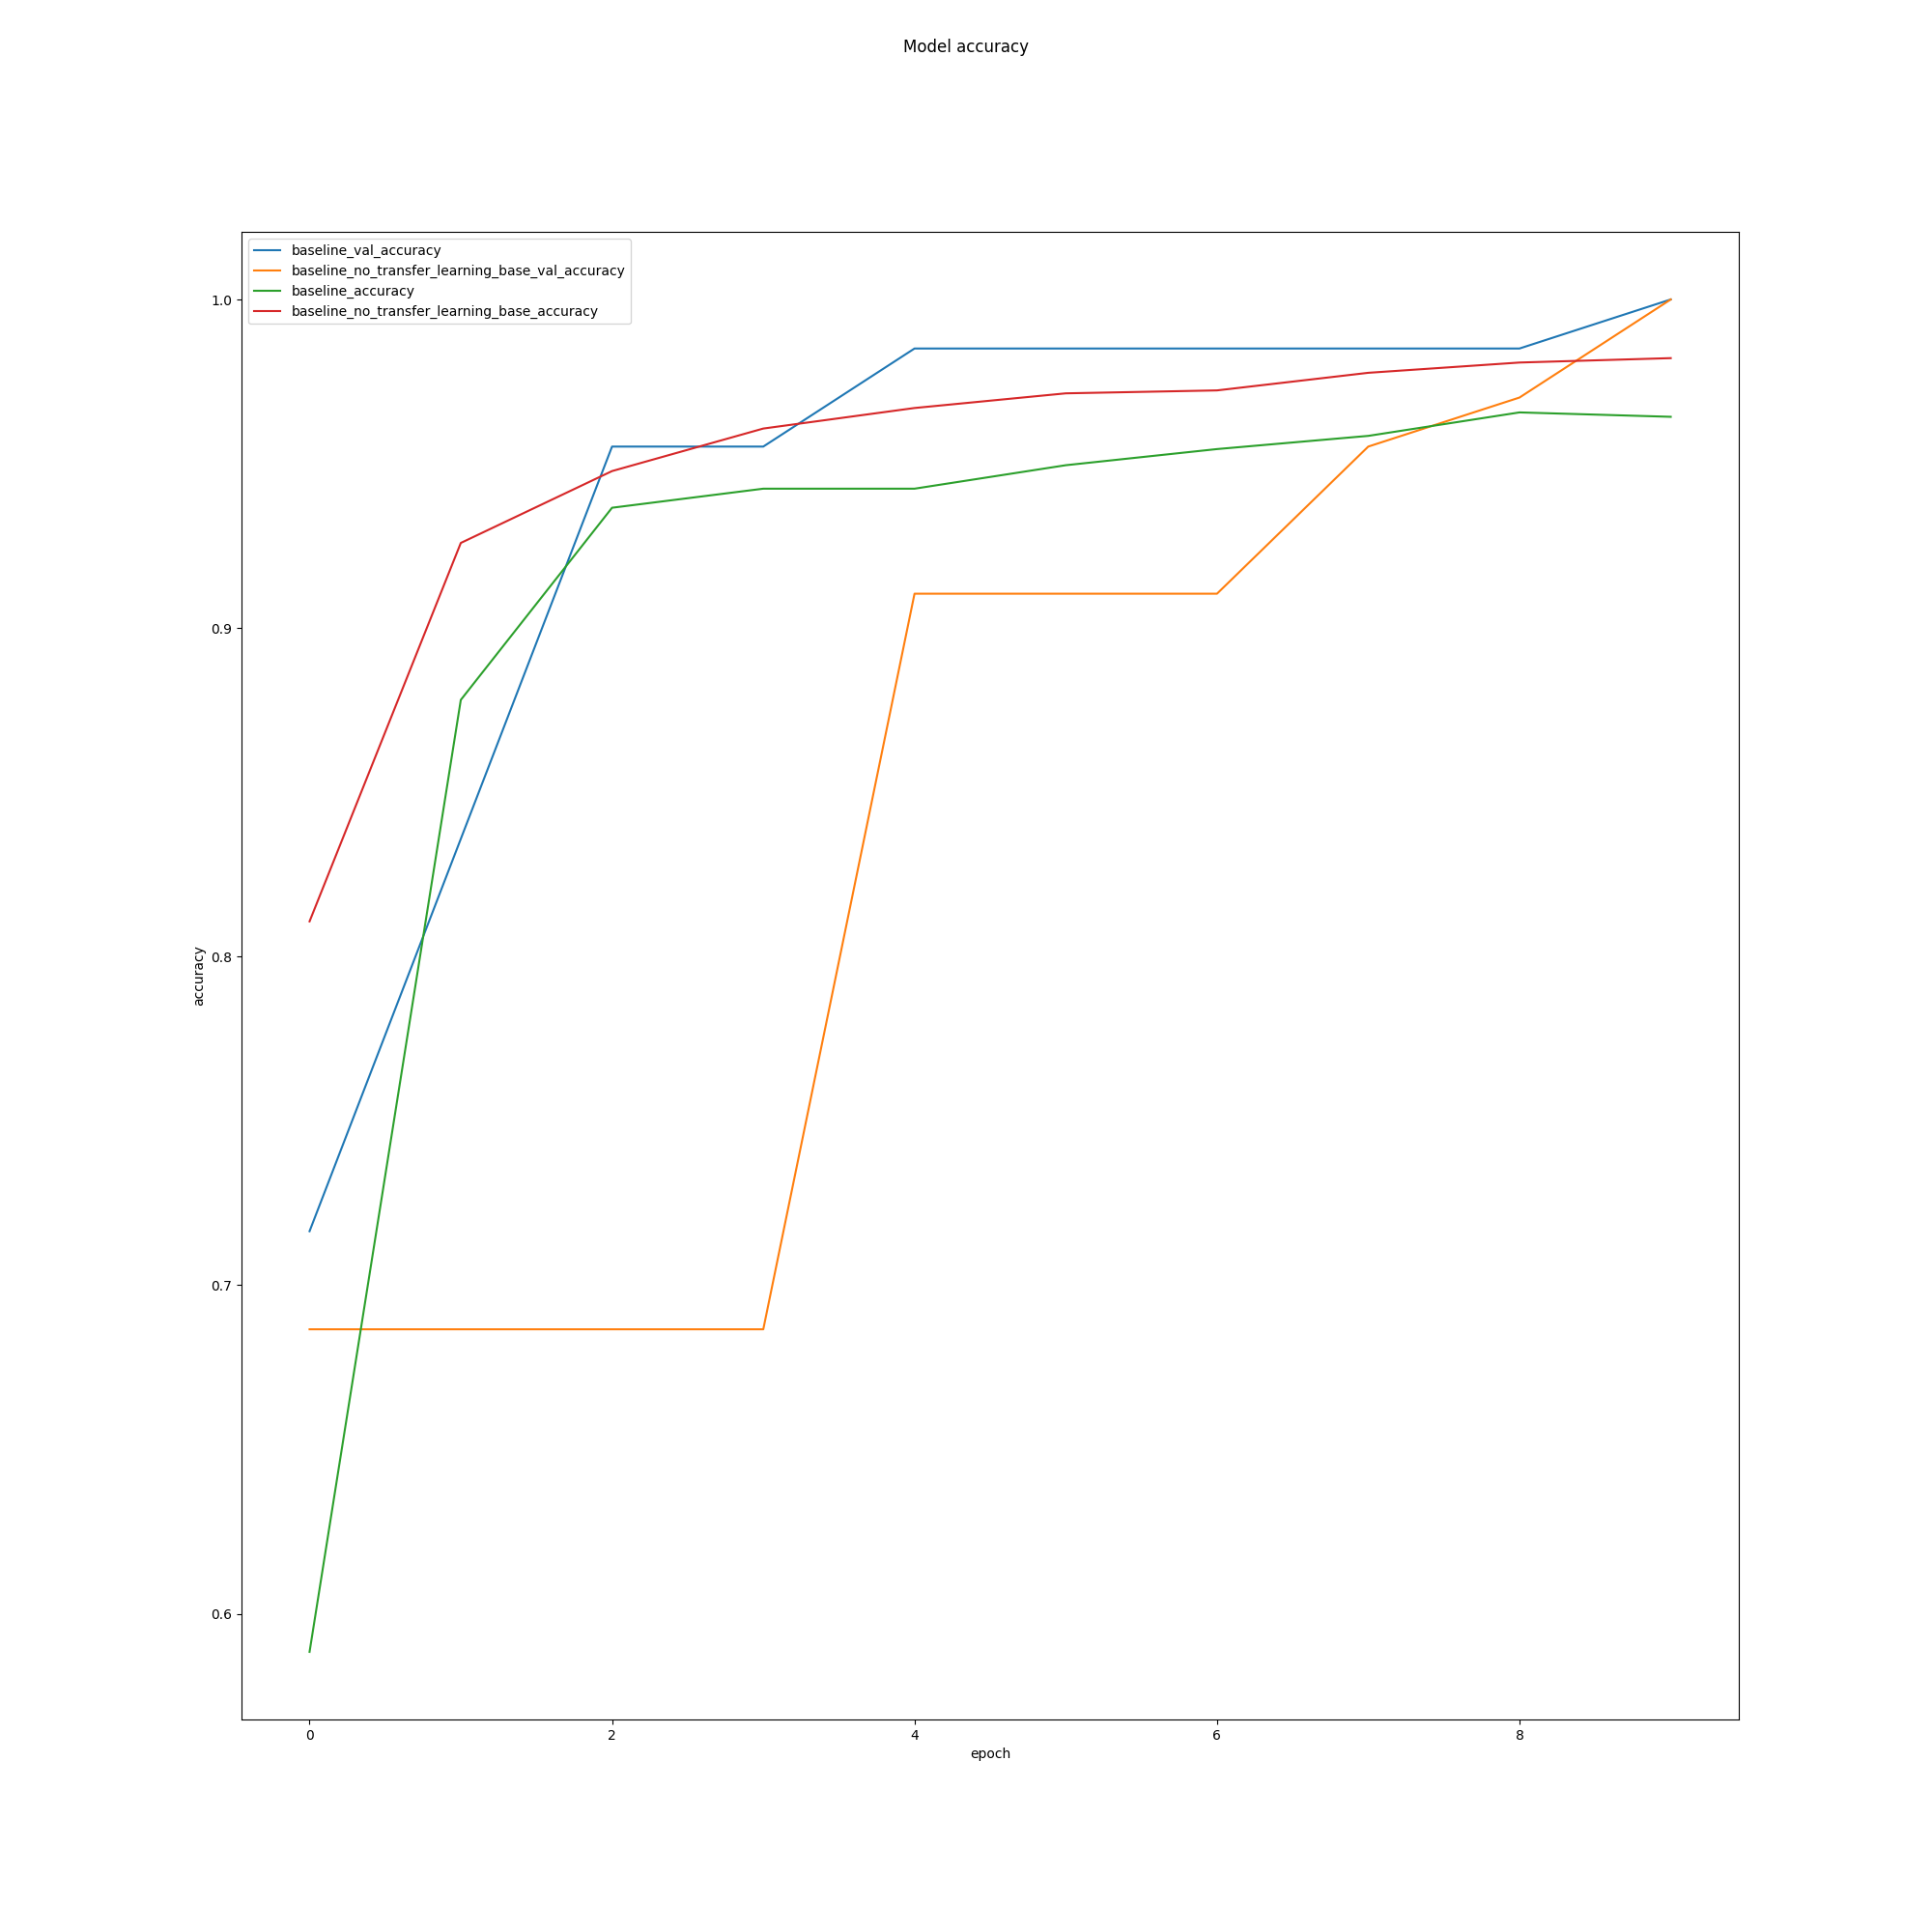 Model accuracy
baseline_val_accuracy
baseline_no_transfer_learning_base_val_accuracy
baseline_accuracy
baseline_no_transfer_learning_base_accuracy
1.0
0.9
0.8
0.7
0.6
accuracy
0 2 4 6 8
epoch